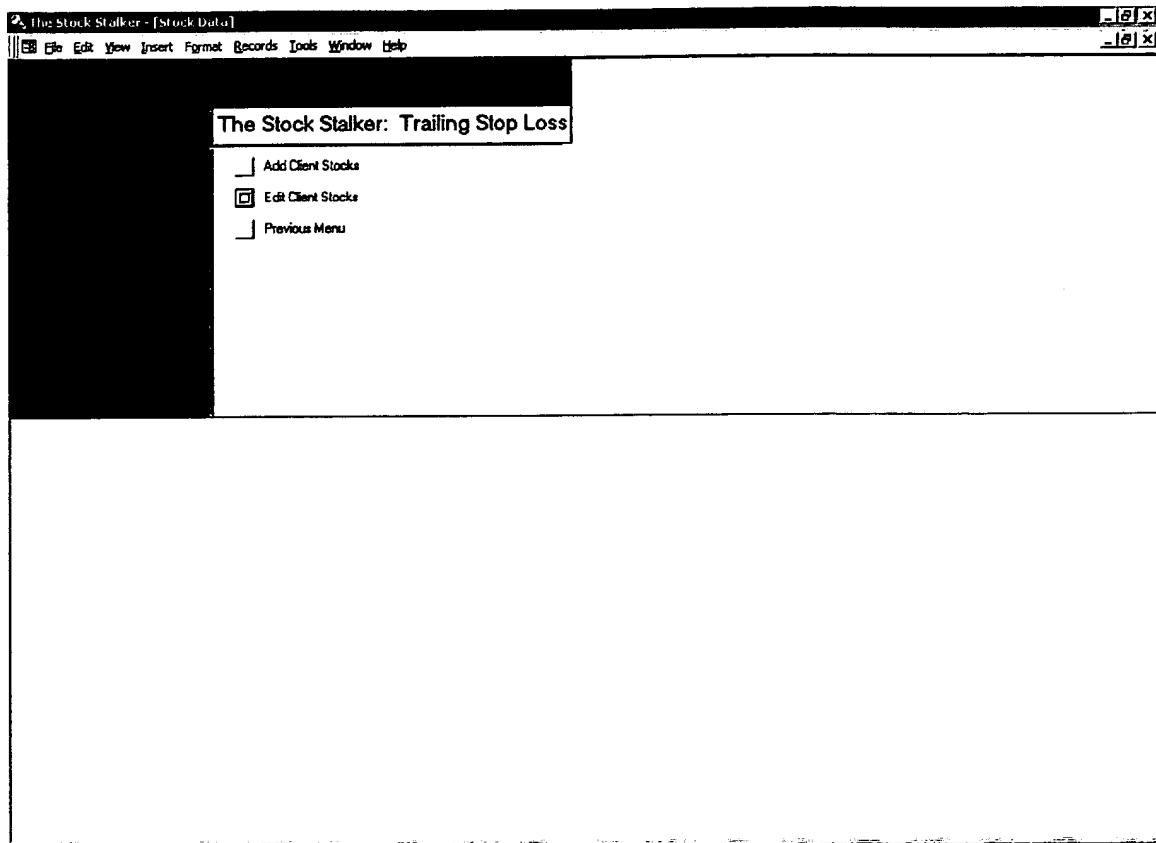 The Stock Stalker - [Stock Data]
File Edit View Insert Format Records Tools Window Help
The Stock Stalker: Trailing Stop Loss
Add Client Stocks
Edit Client Stocks
Previous Menu